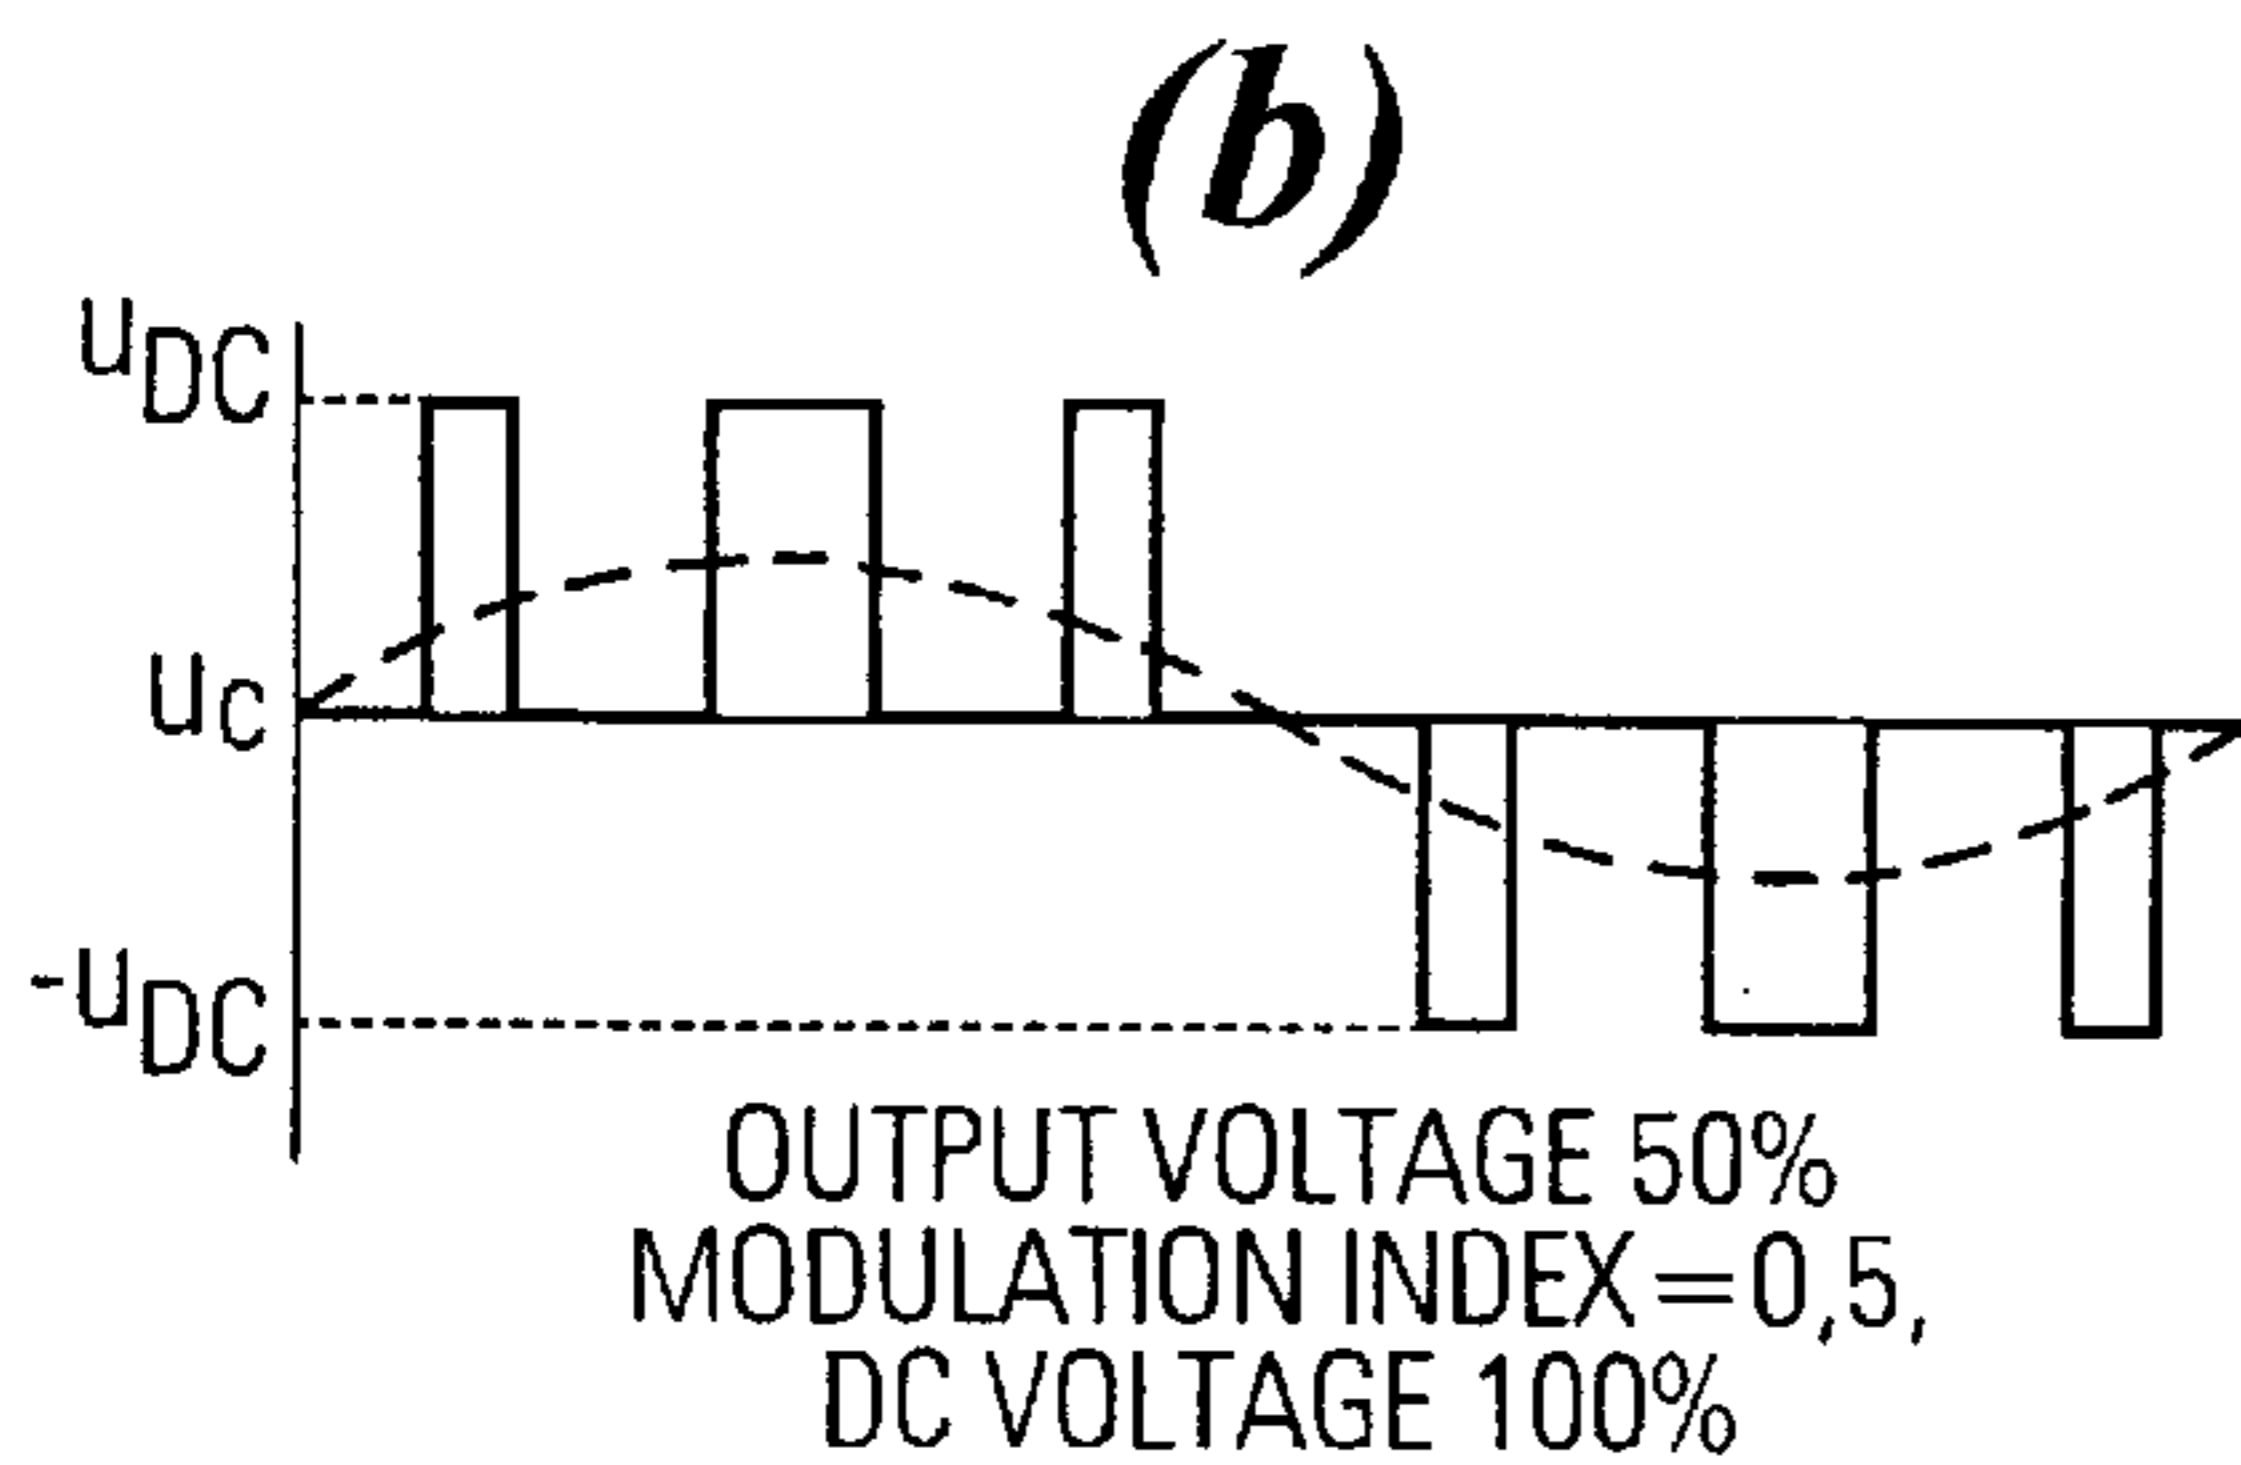 (b)
uDC
uC
-uDC
OUTPUT VOLTAGE 50%
MODULATION INDEX=0,5,
DC VOLTAGE 100%